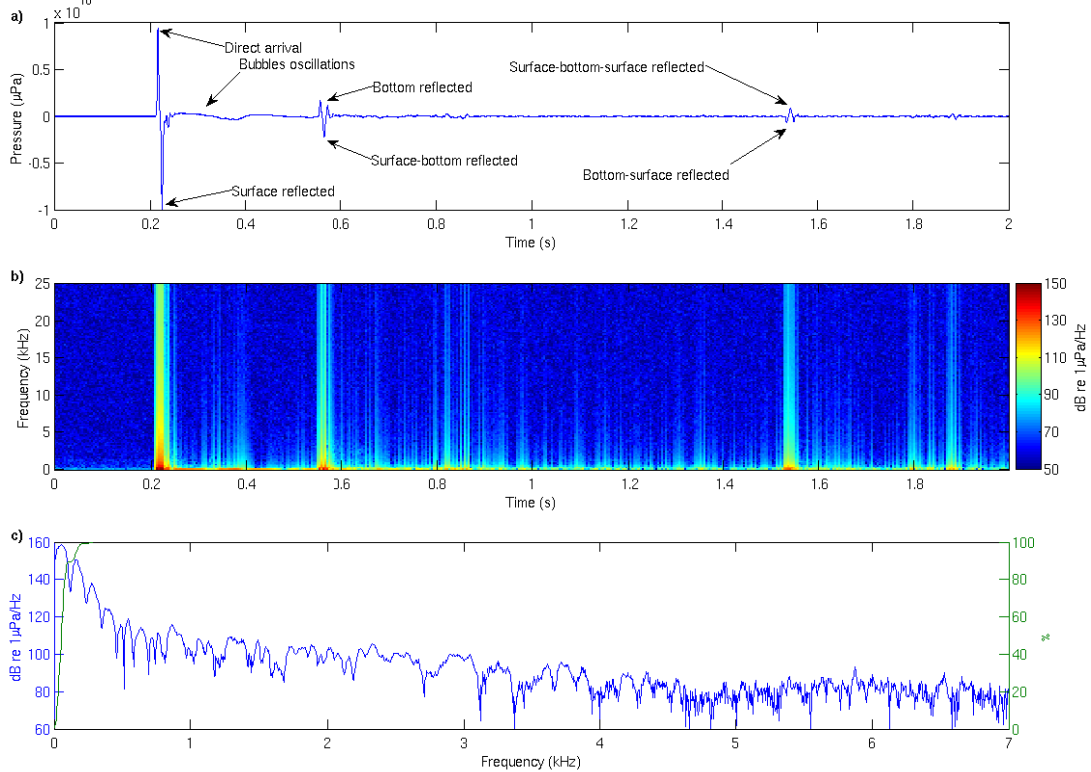 a)
1 x 10^10
Direct arrival
Bubbles oscillations
Surface-bottom-surface reflected
Bottom reflected
Surface-bottom reflected
Bottom-surface reflected
Surface reflected
Pressure (µPa)
1
0.5
0
-0.5
-1
0 0.2 0.4 0.6 0.8 1 1.2 1.4 1.6 1.8 2
Time (s)
b)
Frequency (kHz)
25
20
15
10
5
0
0 0.2 0.4 0.6 0.8 1 1.2 1.4 1.6 1.8
Time (s)
150
130
110
90
70
50
dB re 1µPa/Hz
c)
dB re 1µPa/Hz
160
140
120
100
80
60
0 1 2 3 4 5 6 7
Frequency (kHz)
100
80
60
40
20
0
%